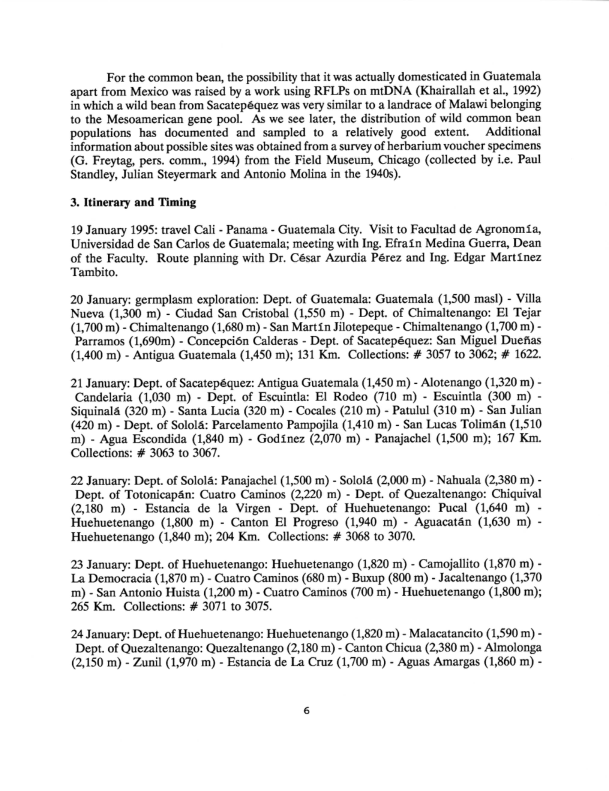 For the common bean, the possibility that it was actually domesticated in Guatemala
apart from Mexico was raised by a work using RFLPs on mtDNA (Khairallah et al., 1992)
in which a wild bean from Sacatepéquez was very similar to a landrace of Malawi belonging
to the Mesoamerican gene pool. As we see later, the distribution of wild common bean
populations has documented and sampled to a relatively good extent. Additional
information about possible sites was obtained from a survey of herbarium voucher specimens
(G. Freytag, pers. comm., 1994) from the Field Museum, Chicago (collected by i.e. Paul
Standley, Julian Steyermark and Antonio Molina in the 1940s).
3. Itinerary and Timing
19 January 1995: travel Cali - Panama - Guatemala City. Visit to Facultad de Agronomía,
Universidad de San Carlos de Guatemala; meeting with Ing. Efraín Medina Guerra, Dean
of the Faculty. Route planning with Dr. César Azurdia Pérez and Ing. Edgar Martínez
Tambito.
20 January: germplasm exploration: Dept. of Guatemala: Guatemala (1,500 masl) - Villa
Nueva (1,300 m) - Ciudad San Cristobal (1,550 m) - Dept. of Chimaltenango: El Tejar
(1,700 m) - Chimaltenango (1,680 m) - San Martín Jilotepeque - Chimaltenango (1,700 m) -
Parramos (1,690m) - Concepción Calderas - Dept. of Sacatepéquez: San Miguel Dueñas
(1,400 m) - Antigua Guatemala (1,450 m); 131 Km. Collections: # 3057 to 3062; # 1622.
21 January: Dept. of Sacatepéquez: Antigua Guatemala (1,450 m) - Alotenango (1,320 m) -
Candelaria (1,030 m) - Dept. of Escuintla: El Rodeo (710 m) - Escuintla (300 m) -
Siquinalá (320 m) - Santa Lucia (320 m) - Cocales (210 m) - Patulul (310 m) - San Julian
(420 m) - Dept. of Sololá: Parcelamento Pampojila (1,410 m) - San Lucas Tolimán (1,510
m) - Agua Escondida (1,840 m) - Godínez (2,070 m) - Panajachel (1,500 m); 167 Km.
Collections: # 3063 to 3067.
22 January: Dept. of Sololá: Panajachel (1,500 m) - Sololá (2,000 m) - Nahuala (2,380 m) -
Dept. of Totonicapán: Cuatro Caminos (2,220 m) - Dept. of Quezaltenango: Chiquival
(2,180 m) - Estancia de la Virgen - Dept. of Huehuetenango: Pucal (1,640 m) -
Huehuetenango (1,800 m) - Canton El Progreso (1,940 m) - Aguacatán (1,630 m) -
Huehuetenango (1,840 m); 204 Km. Collections: # 3068 to 3070.
23 January: Dept. of Huehuetenango: Huehuetenango (1,820 m) - Camojallito (1,870 m) -
La Democracia (1,870 m) - Cuatro Caminos (680 m) - Buxup (800 m) - Jacaltenango (1,370
m) - San Antonio Huista (1,200 m) - Cuatro Caminos (700 m) - Huehuetenango (1,800 m);
265 Km. Collections: # 3071 to 3075.
24 January: Dept. of Huehuetenango: Huehuetenango (1,820 m) - Malacatancito (1,590 m) -
Dept. of Quezaltenango: Quezaltenango (2,180 m) - Canton Chicua (2,380 m) - Almolonga
(2,150 m) - Zunil (1,970 m) - Estancia de La Cruz (1,700 m) - Aguas Amargas (1,860 m) -
6